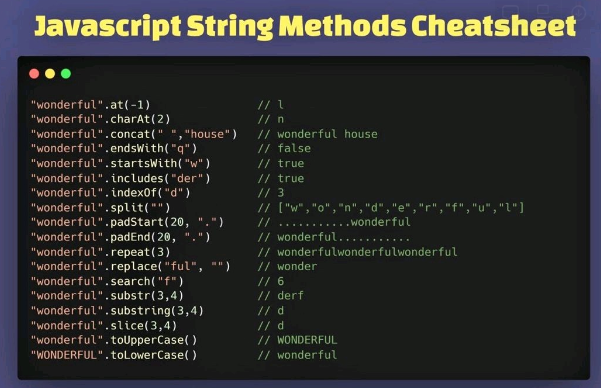 Javascript String Methods Cheatsheet
"wonderful".at(-1) // l
"wonderful".charAt(2) // n
"wonderful".concat(" ","house") // wonderful house
"wonderful".endsWith("q") // false
"wonderful".startsWith("w") // true
"wonderful".includes("der") // true
"wonderful".indexOf("d") // 3
"wonderful".split("") // ["w","o","n","d","e","r","f","u","l"]
"wonderful".padStart(20, ".") // ...........wonderful
"wonderful".padEnd(20, ".") // wonderful...........
"wonderful".repeat(3) // wonderfulwonderfulwonderful
"wonderful".replace("ful", "") // wonder
"wonderful".search("f") // 6
"wonderful".substr(3,4) // derf
"wonderful".substring(3,4) // d
"wonderful".slice(3,4) // d
"wonderful".toUpperCase() // WONDERFUL
"WONDERFUL".toLowerCase() // wonderful